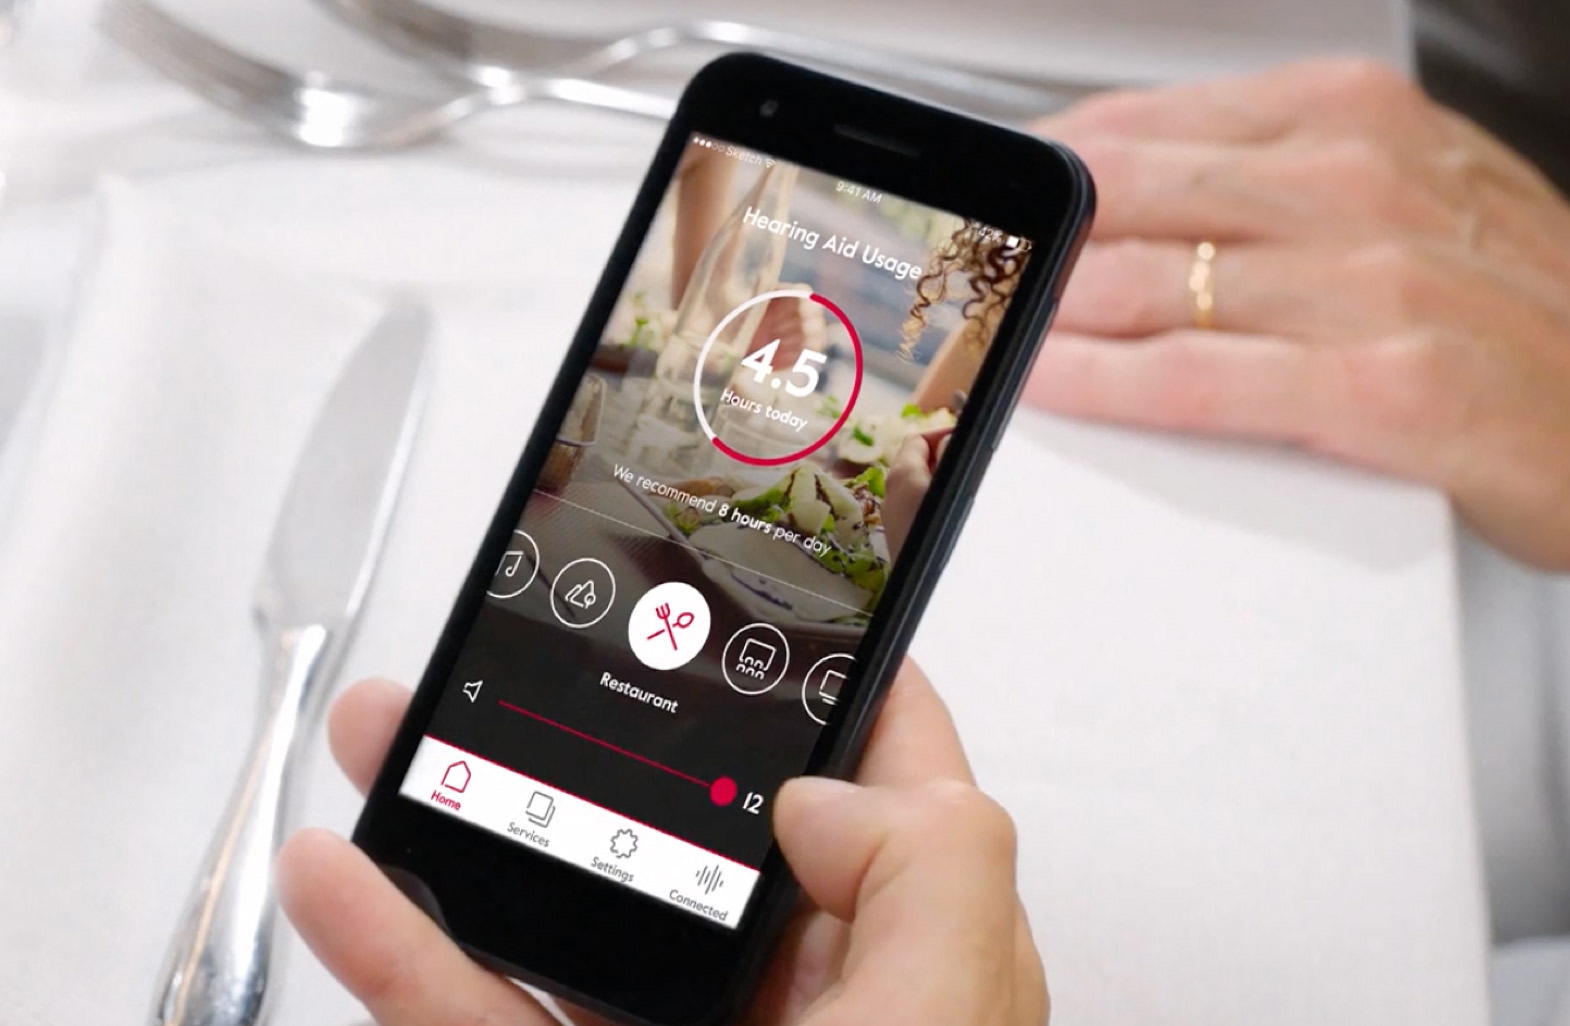 Sketch
9:41 AM
42%
Hearing Aid Usage
4.5
Hours today
We recommend 8 hours per day
Restaurant
12
Home
Services
Settings
Connected